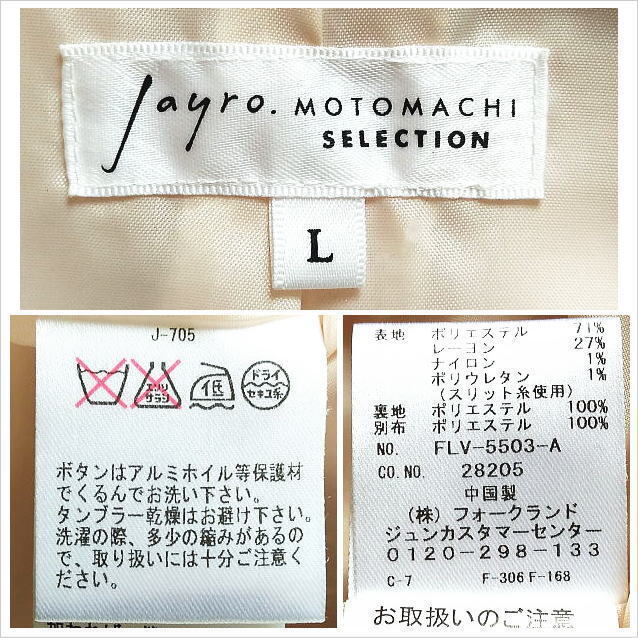 Jayro. MOTOMACHI
SELECTION
L
J-705
エンソ
サラシ
低
ドライ
セキユ系
ボタンはアルミホイル等保護材
でくるんでお洗い下さい。
タンブラー乾燥はお避け下さい。
洗濯の際、多少の縮みがあるの
で、取り扱いには十分ご注意く
ださい。
表地 ポリエステル 71%
レーヨン 27%
ナイロン 1%
ポリウレタン 1%
(スリット糸使用)
裏地 ポリエステル 100%
別布 ポリエステル 100%
NO. FLV-5503-A
CO.NO. 28205
中国製
(株) フォークランド
ジュンカスタマーセンター
0120-298-133
C-7 F-306 F-168
お取扱いのご注意